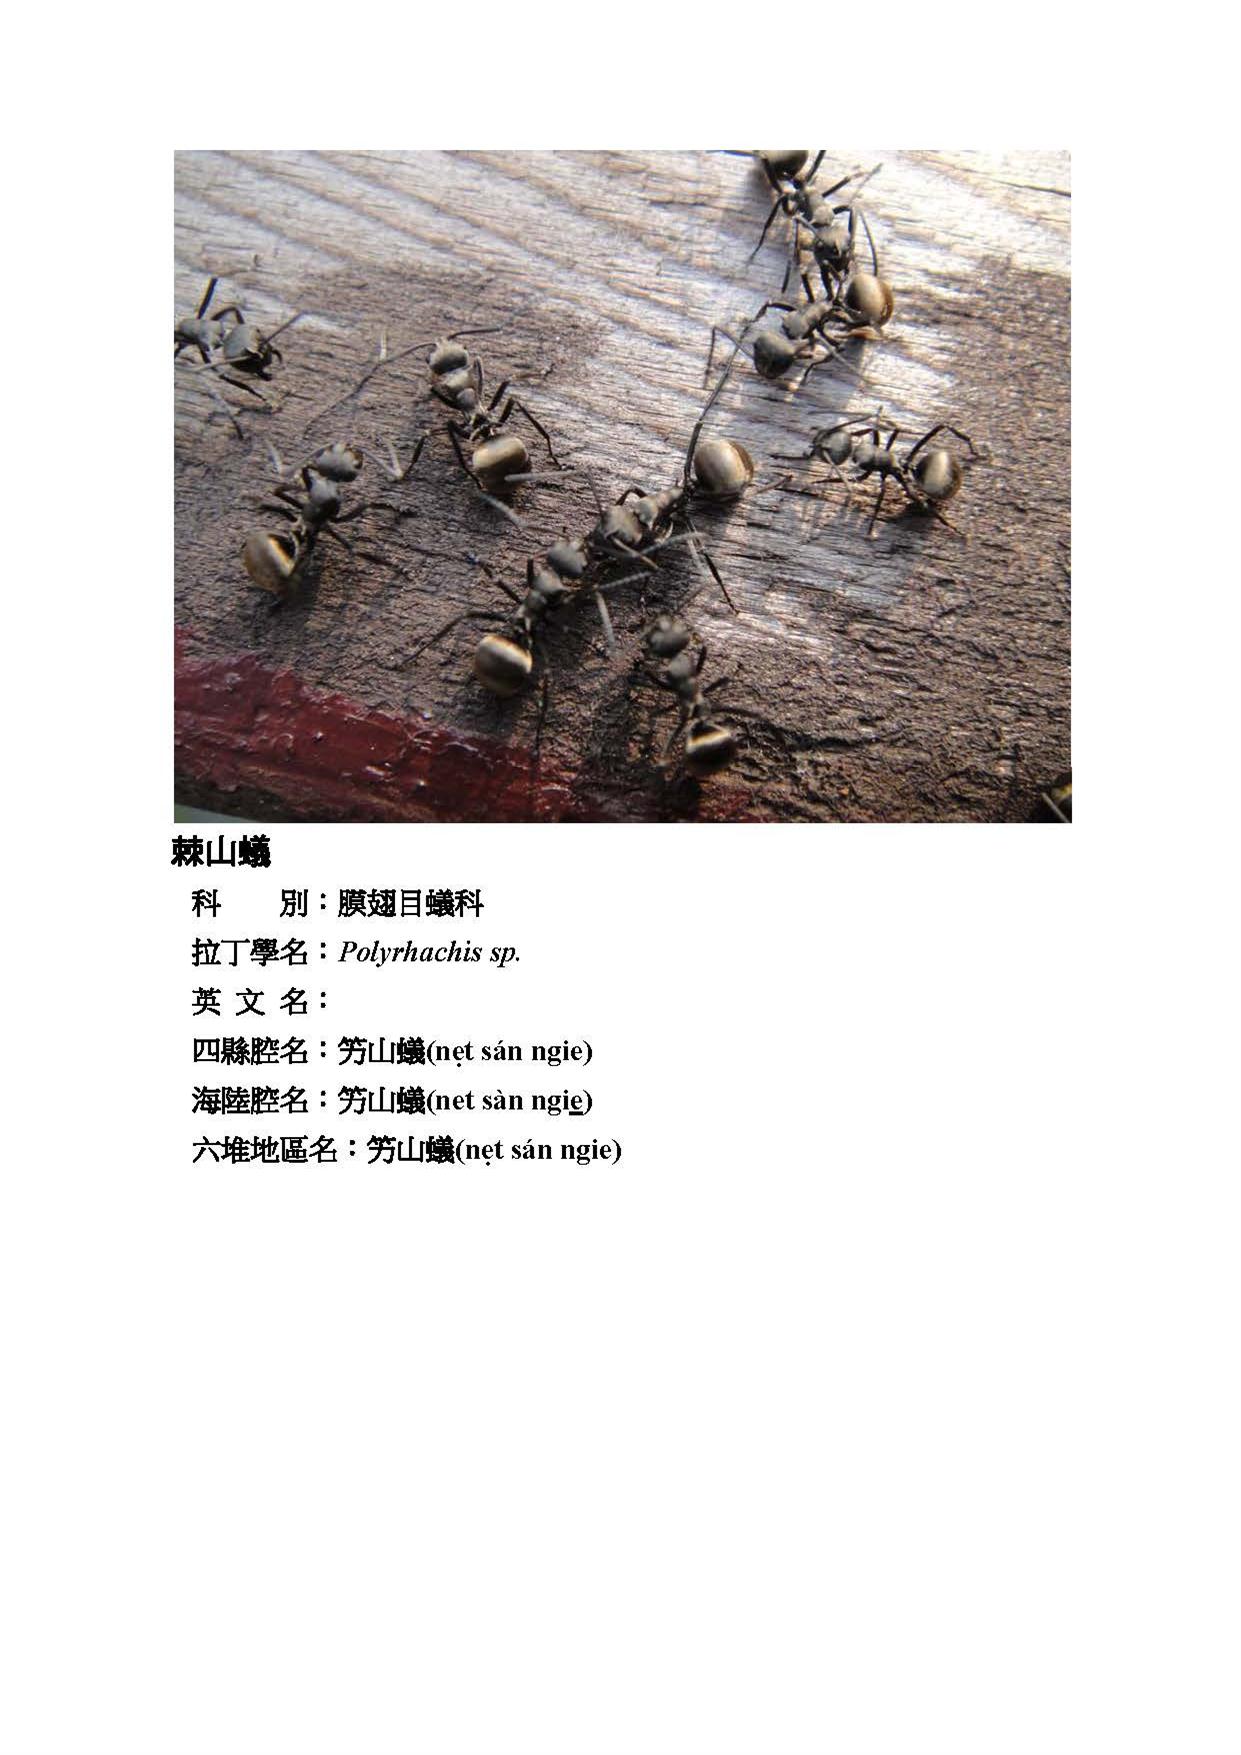 棘山蟻
科　　別：膜翅目蟻科
拉丁學名：Polyrhachis sp.
英 文 名：
四縣腔名：竻山蟻(nẹt sán ngie)
海陸腔名：竻山蟻(net sàn ngie)
六堆地區名：竻山蟻(nẹt sán ngie)